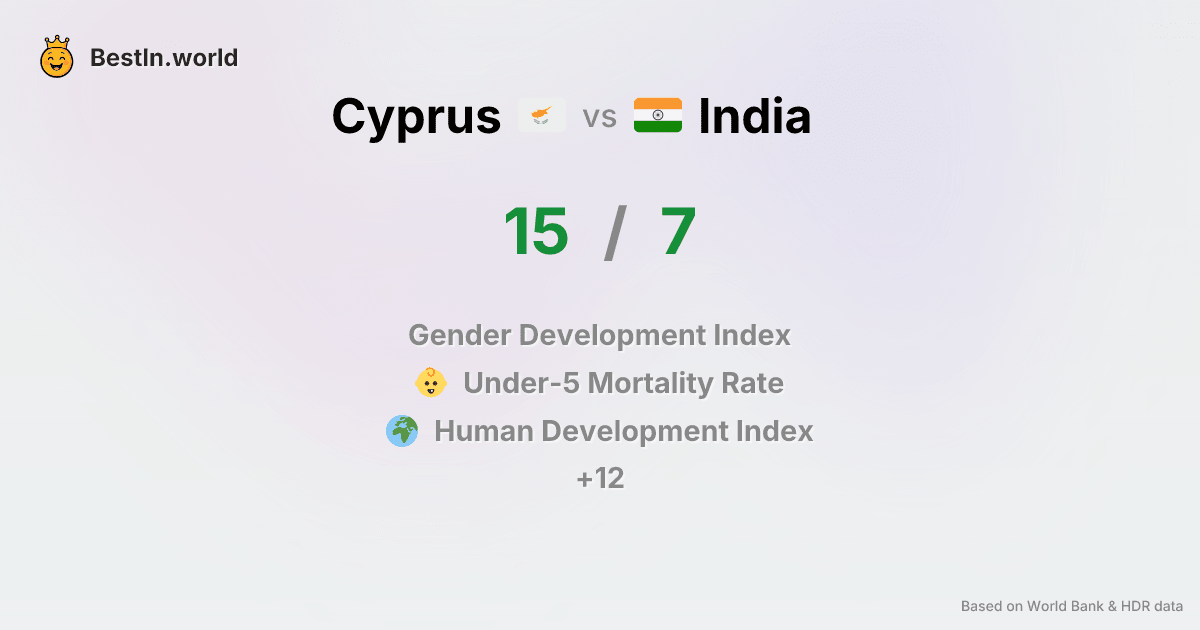 BestIn.world
Cyprus vs India
15 / 7
Gender Development Index
Under-5 Mortality Rate
Human Development Index
+12
Based on World Bank & HDR data